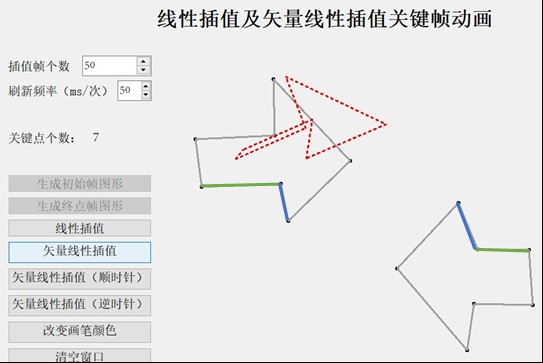 线性插值及矢量线性插值关键帧动画
插值帧个数 50
刷新频率（ms/次） 50
关键点个数： 7
生成初始帧图形
生成终点帧图形
线性插值
矢量线性插值
矢量线性插值（顺时针）
矢量线性插值（逆时针）
改变画笔颜色
清空窗口